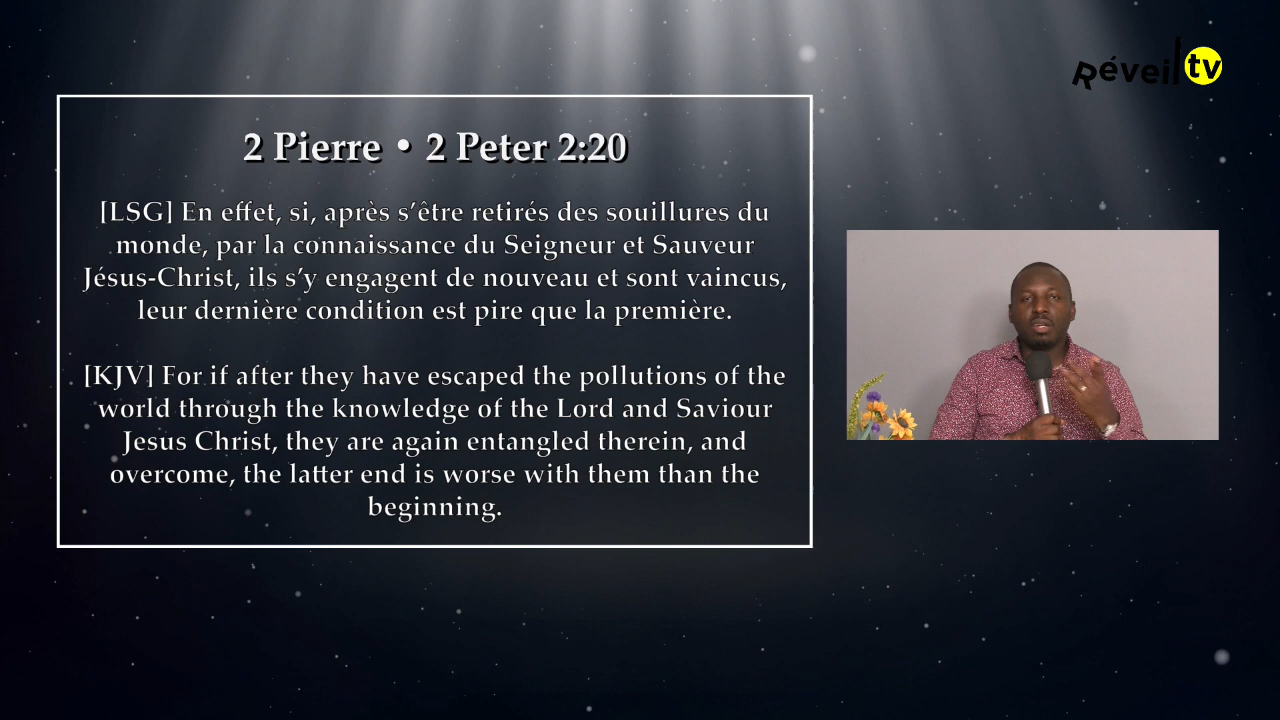 Réveil tv
2 Pierre • 2 Peter 2:20
[LSG] En effet, si, après s’être retirés des souillures du
monde, par la connaissance du Seigneur et Sauveur
Jésus-Christ, ils s’y engagent de nouveau et sont vaincus,
leur dernière condition est pire que la première.
[KJV] For if after they have escaped the pollutions of the
world through the knowledge of the Lord and Saviour
Jesus Christ, they are again entangled therein, and
overcome, the latter end is worse with them than the
beginning.